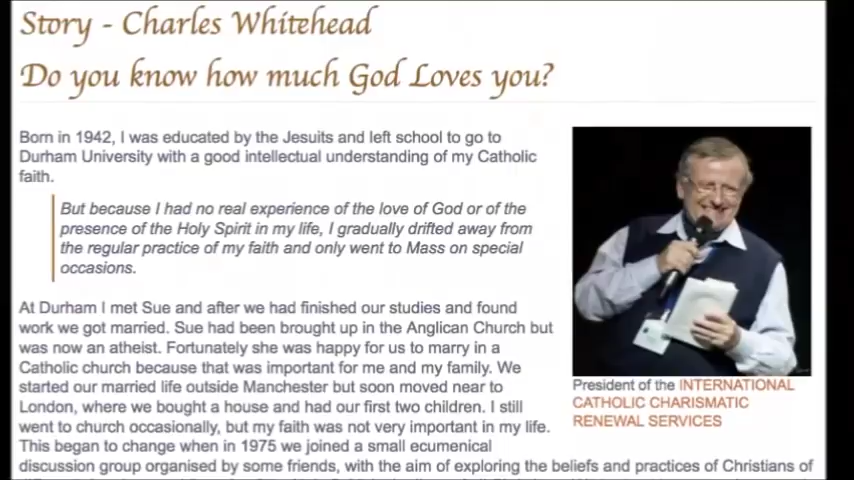 Story - Charles Whitehead
Do you know how much God Loves you?
Born in 1942, I was educated by the Jesuits and left school to go to
Durham University with a good intellectual understanding of my Catholic
faith.
But because I had no real experience of the love of God or of the
presence of the Holy Spirit in my life, I gradually drifted away from
the regular practice of my faith and only went to Mass on special
occasions.
At Durham I met Sue and after we had finished our studies and found
work we got married. Sue had been brought up in the Anglican Church but
was now an atheist. Fortunately she was happy for us to marry in a
Catholic church because that was important for me and my family. We
started our married life outside Manchester but soon moved near to
London, where we bought a house and had our first two children. I still
went to church occasionally, but my faith was not very important in my life.
This began to change when in 1975 we joined a small ecumenical
discussion group organised by some friends, with the aim of exploring the beliefs and practices of Christians of
President of the INTERNATIONAL
CATHOLIC CHARISMATIC
RENEWAL SERVICES